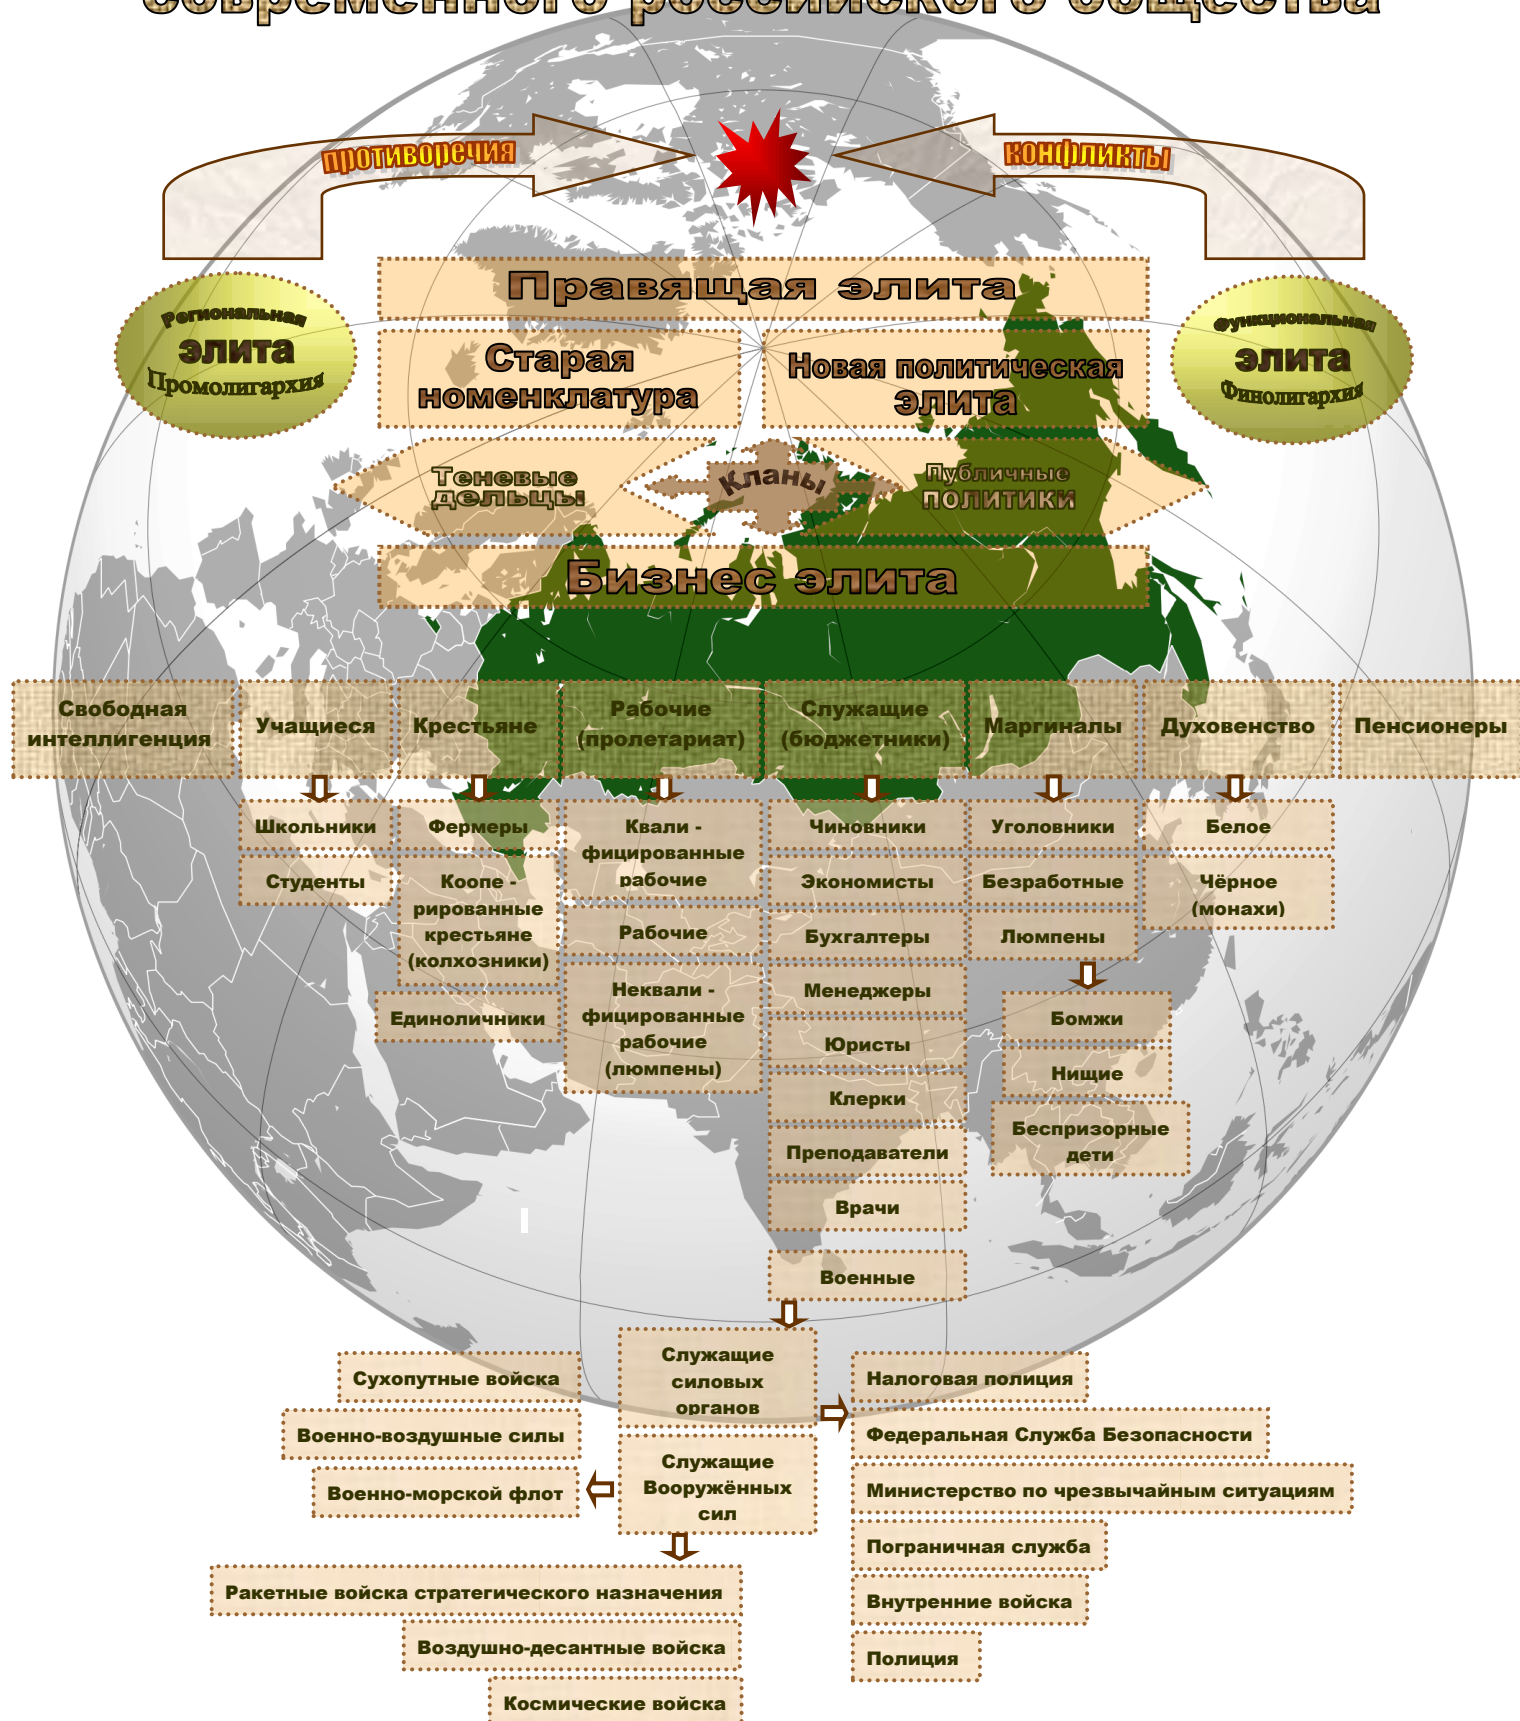 современного российского общества
противоречия
конфликты
Правящая элита
Региональная
элита
Промолигархия
Функциональная
элита
Финолигархия
Старая
номенклатура
Новая политическая
элита
Теневые
дельцы
Кланы
Публичные
политики
Бизнес элита
Свободная
интеллигенция
Учащиеся
Крестьяне
Рабочие
(пролетариат)
Служащие
(бюджетники)
Маргиналы
Духовенство
Пенсионеры
Школьники
Студенты
Фермеры
Коопе -
рированные
крестьяне
(колхозники)
Единоличники
Квали -
фицированные
рабочие
Рабочие
Неквали -
фицированные
рабочие
(люмпены)
Чиновники
Экономисты
Бухгалтеры
Менеджеры
Юристы
Клерки
Преподаватели
Врачи
Военные
Уголовники
Безработные
Люмпены
Бомжи
Нищие
Беспризорные
дети
Белое
Чёрное
(монахи)
Служащие
силовых
органов
Служащие
Вооружённых
сил
Сухопутные войска
Военно-воздушные силы
Военно-морской флот
Ракетные войска стратегического назначения
Воздушно-десантные войска
Космические войска
Налоговая полиция
Федеральная Служба Безопасности
Министерство по чрезвычайным ситуациям
Пограничная служба
Внутренние войска
Полиция